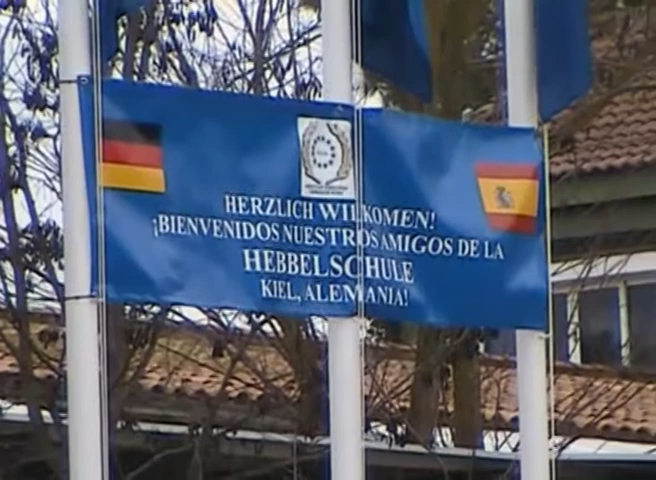 HERZLICH WILKOMEN!
¡BIENVENIDOS NUESTROS AMIGOS DE LA
HEBBELSCHULE
KIEL, ALEMANIA!